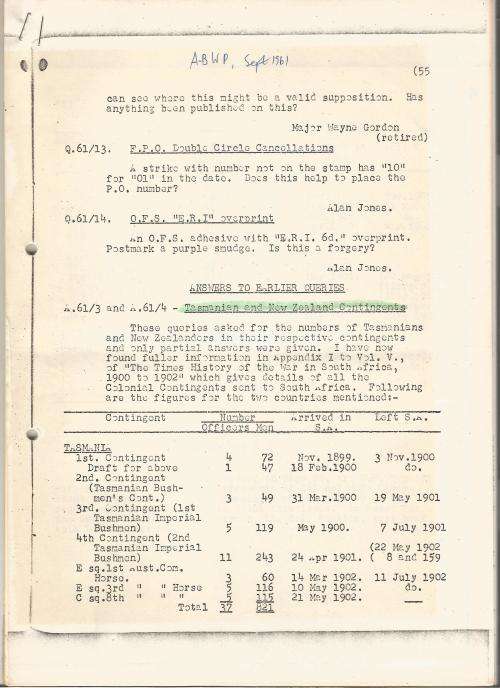 A·B W P, Sept 1961
(55
can see where this might be a valid supposition. Has
anything been published on this?
Major Wayne Gordon
(retired)
Q.61/13. F.P.O. Double Circle Cancellations
A strike with number not on the stamp has "10"
for "01" in the date. Does this help to place the
P.O. number?
Alan Jones.
Q.61/14. O.F.S. "E.R.I" overprint
An O.F.S. adhesive with "E.R.I. 6d." overprint.
Postmark a purple smudge. Is this a forgery?
Alan Jones.
ANSWERS TO EARLIER QUERIES
A.61/3 and A.61/4 - Tasmanian and New Zealand Contingents
These queries asked for the numbers of Tasmanians
and New Zealanders in their respective contingents
and only partial answers were given. I have now
found fuller information in Appendix I to Vol. V.,
of "The Times History of the War in South Africa,
1900 to 1902" which gives details of all the
Colonial Contingents sent to South Africa. Following
are the figures for the two countries mentioned:-
Contingent Number Arrived in Left S.A.
Officers Men S.A.
TASMANIA
1st. Contingent 4 72 Nov. 1899. 3 Nov.1900
Draft for above 1 47 18 Feb.1900 do.
2nd. Contingent
(Tasmanian Bush-
men's Cont.) 3 49 31 Mar.1900 19 May 1901
3rd. Contingent (1st
Tasmanian Imperial
Bushmen) 5 119 May 1900. 7 July 1901
4th Contingent (2nd
Tasmanian Imperial (22 May 1902
Bushmen) 11 243 24 Apr 1901. ( 8 and 159
E sq.1st Aust.Com.
Horse. 3 60 14 Mar 1902. 11 July 1902
E sq.3rd " " Horse 5 116 10 May 1902. do.
C sq.8th " " " 5 115 21 May 1902.
Total 37 821